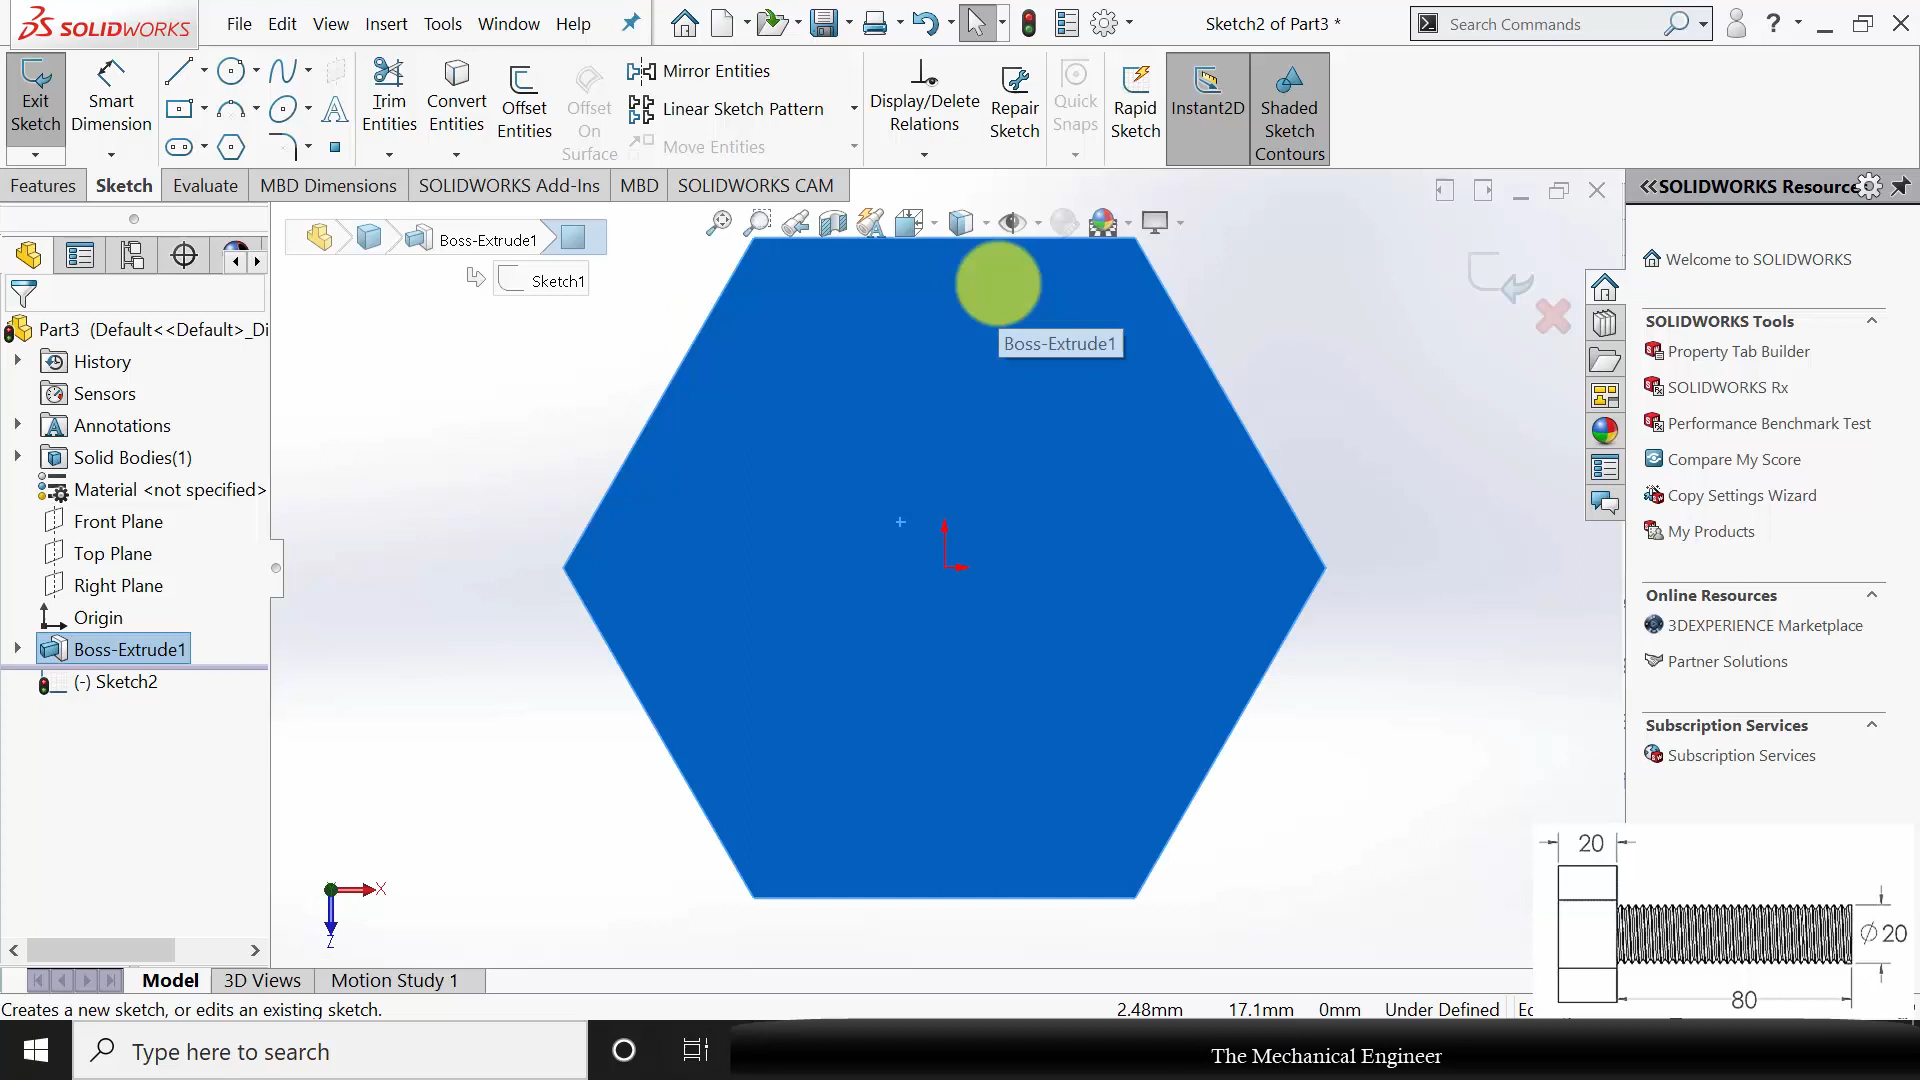 SOLIDWORKS
File Edit View Insert Tools Window Help
Sketch2 of Part3 *
Search Commands
Exit Sketch
Smart Dimension
Trim Entities
Convert Entities
Offset Entities
Offset On Surface
Mirror Entities
Linear Sketch Pattern
Move Entities
Display/Delete Relations
Repair Sketch
Quick Snaps
Rapid Sketch
Instant2D
Shaded Sketch Contours
Features Sketch Evaluate MBD Dimensions SOLIDWORKS Add-Ins MBD SOLIDWORKS CAM
Boss-Extrude1
Sketch1
Boss-Extrude1
Part3 (Default<<Default>_Di
History
Sensors
Annotations
Solid Bodies(1)
Material <not specified>
Front Plane
Top Plane
Right Plane
Origin
Boss-Extrude1
(-) Sketch2
X
Z
SOLIDWORKS Resource
Welcome to SOLIDWORKS
SOLIDWORKS Tools
Property Tab Builder
SOLIDWORKS Rx
Performance Benchmark Test
Compare My Score
Copy Settings Wizard
My Products
Online Resources
3DEXPERIENCE Marketplace
Partner Solutions
Subscription Services
Subscription Services
20
∅20
80
Model 3D Views Motion Study 1
Creates a new sketch, or edits an existing sketch.
2.48mm 17.1mm 0mm Under Defined
Type here to search
The Mechanical Engineer